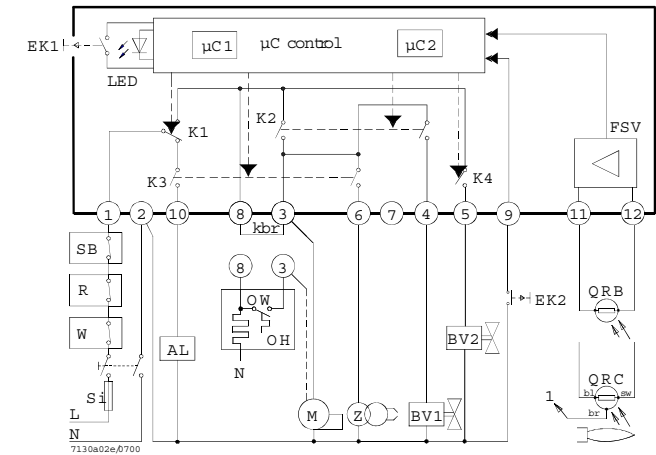 µC1
µC control
µC2
EK1
LED
FSV
K1
K2
K3
K4
1
2
10
8
3
6
7
4
5
9
11
12
kbr
SB
8
3
R
OW
EK2
QRB
OH
W
AL
BV2
N
QRC
Si
bl
sw
1
br
L
M
Z
BV1
N
7130a02e/0700